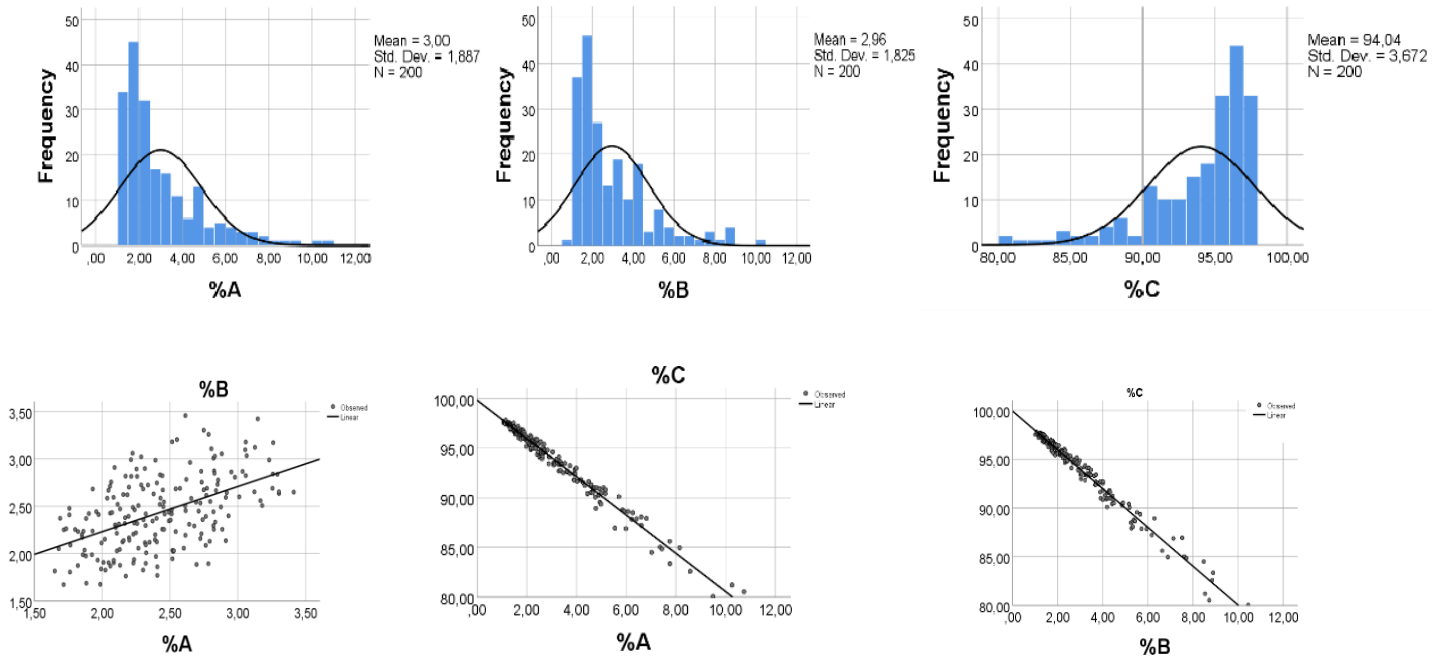 50
40
30
20
10
0
Frequency
,00 2,00 4,00 6,00 8,00 10,00 12,00
%A
Mean = 3,00
Std. Dev. = 1,887
N = 200
50
40
30
20
10
0
Frequency
,00 2,00 4,00 6,00 8,00 10,00 12,00
%B
Mean = 2,96
Std. Dev. = 1,825
N = 200
50
40
30
20
10
0
Frequency
80,00 85,00 90,00 95,00 100,00
%C
Mean = 94,04
Std. Dev. = 3,672
N = 200
%B
3,50
3,00
2,50
2,00
1,50
1,50 2,00 2,50 3,00 3,50
%A
Observed
Linear
%C
100,00
95,00
90,00
85,00
80,00
,00 2,00 4,00 6,00 8,00 10,00 12,00
%A
Observed
Linear
%C
100,00
95,00
90,00
85,00
80,00
,00 2,00 4,00 6,00 8,00 10,00 12,00
%B
Observed
Linear